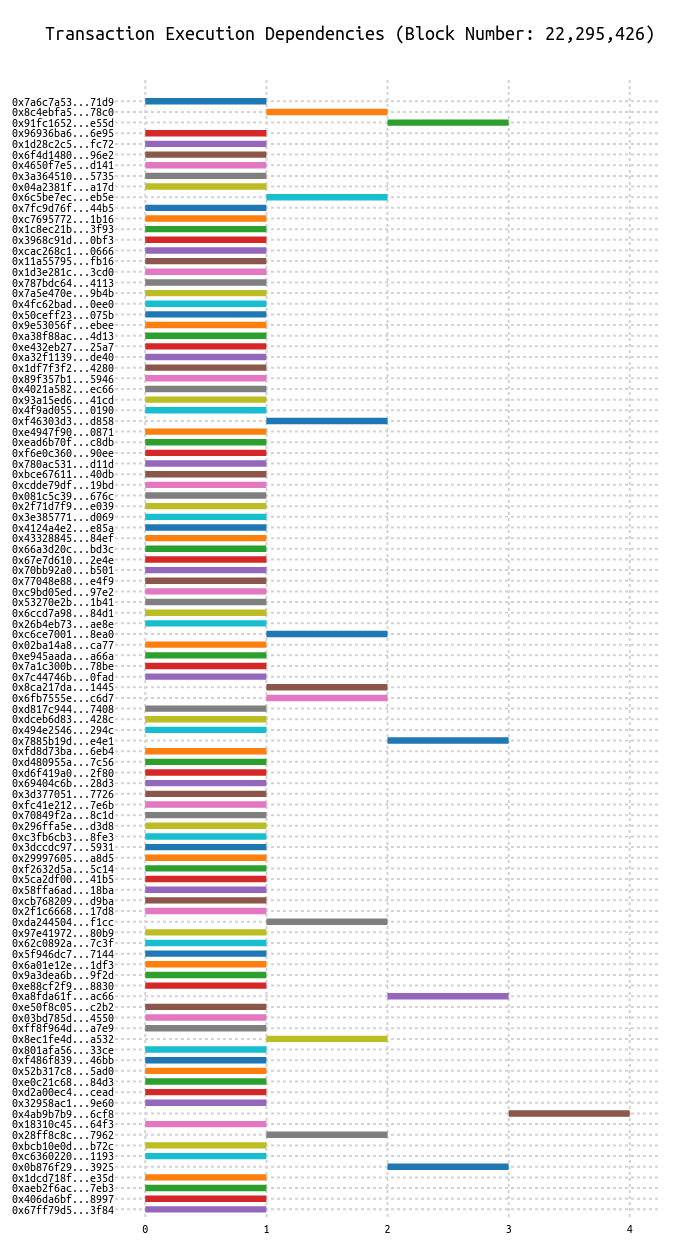 Transaction Execution Dependencies (Block Number: 22,295,426)
0x7a6c7a53...71d9
0x8c4ebfa5...78c0
0x91fc1652...e55d
0x96936ba6...6e95
0x1d28c2c5...fc72
0x6f4d1480...96e2
0x4650f7e5...d141
0x3a364510...5735
0x04a2381f...a17d
0x6c5be7ec...eb5e
0x7fc9d76f...44b5
0xc7695772...1b16
0x1c8ec21b...3f93
0x3968c91d...0bf3
0xcac268c1...0666
0x11a55795...fb16
0x1d3e281c...3cd0
0x787bdc64...4113
0x7a5e470e...9b4b
0x4fc62bad...0ee0
0x50ceff23...075b
0x9e53056f...ebee
0xa38f88ac...4d13
0xe432eb27...25a7
0xa32f1139...de40
0x1df7f3f2...4280
0x89f357b1...5946
0x4021a582...ec66
0x93a15ed6...41cd
0x4f9ad055...0190
0xf46303d3...d858
0xe4947f90...0871
0xead6b70f...c8db
0xf6e0c360...90ee
0x780ac531...d11d
0xbce67611...40db
0xcdde79df...19bd
0x081c5c39...676c
0x2f71d7f9...e039
0x3e385771...d069
0x4124a4e2...e85a
0x43328845...84ef
0x66a3d20c...bd3c
0x67e7d610...2e4e
0x70bb92a0...b501
0x77048e88...e4f9
0xc9bd05ed...97e2
0x53270e2b...1b41
0x6ccd7a98...84d1
0x26b4eb73...ae8e
0xc6ce7001...8ea0
0x02ba14a8...ca77
0xe945aada...a66a
0x7a1c300b...78be
0x7c44746b...0fad
0x8ca217da...1445
0x6fb7555e...c6d7
0xd817c944...7408
0xdceb6d83...428c
0x494e2546...294c
0x7885b19d...e4e1
0xfd8d73ba...6eb4
0xd480955a...7c56
0xd6f419a0...2f80
0x69404c6b...28d3
0x3d377051...7726
0xfc41e212...7e6b
0x70849f2a...8c1d
0x296ffa5e...d3d8
0xc3fb6cb3...8fe3
0x3dccdc97...5931
0x29997605...a8d5
0xf2632d5a...5c14
0x5ca2df00...41b5
0x58ffa6ad...18ba
0xcb768209...d9ba
0x2f1c6668...17d8
0xda244504...f1cc
0x97e41972...80b9
0x62c0892a...7c3f
0x5f946dc7...7144
0x6a01e12e...1df3
0x9a3dea6b...9f2d
0xe88cf2f9...8830
0xa8fda61f...ac66
0xe50f8c05...c2b2
0x03bd785d...4550
0xff8f964d...a7e9
0x8ec1fe4d...a532
0x801afa56...33ce
0xf486f839...46bb
0x52b317c8...5ad0
0xe0c21c68...84d3
0xd2a00ec4...cead
0x32958ac1...9e60
0x4ab9b7b9...6cf8
0x18310c45...64f3
0x28ff8c8c...7962
0xbcb10e0d...b72c
0xc6360220...1193
0x0b876f29...3925
0x1dcd718f...e35d
0xaeb2f6ac...7eb3
0x406da6bf...8997
0x67ff79d5...3f84
0 1 2 3 4